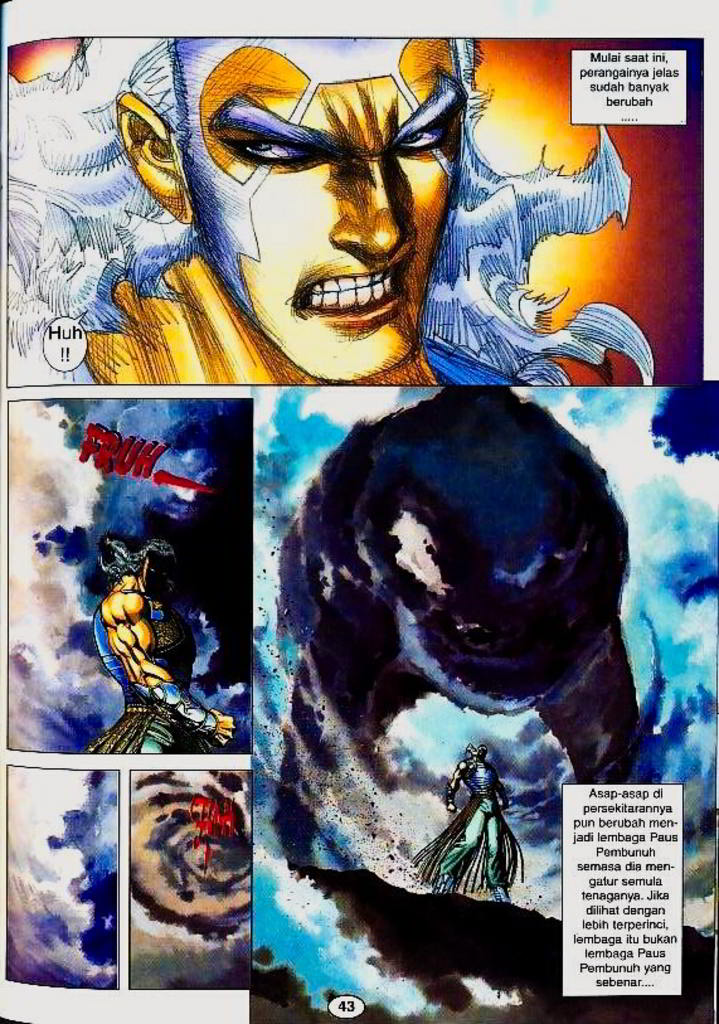 Mulai saat ini,
perangainya jelas
sudah banyak
berubah
.....
Huh
!!
FRUH
Asap-asap di
persekitarannya
pun berubah men-
jadi lembaga Paus
Pembunuh
semasa dia men-
gatur semula
tenaganya. Jika
dilihat dengan
lebih terperinci,
lembaga itu bukan
lembaga Paus
Pembunuh yang
sebenar....
43